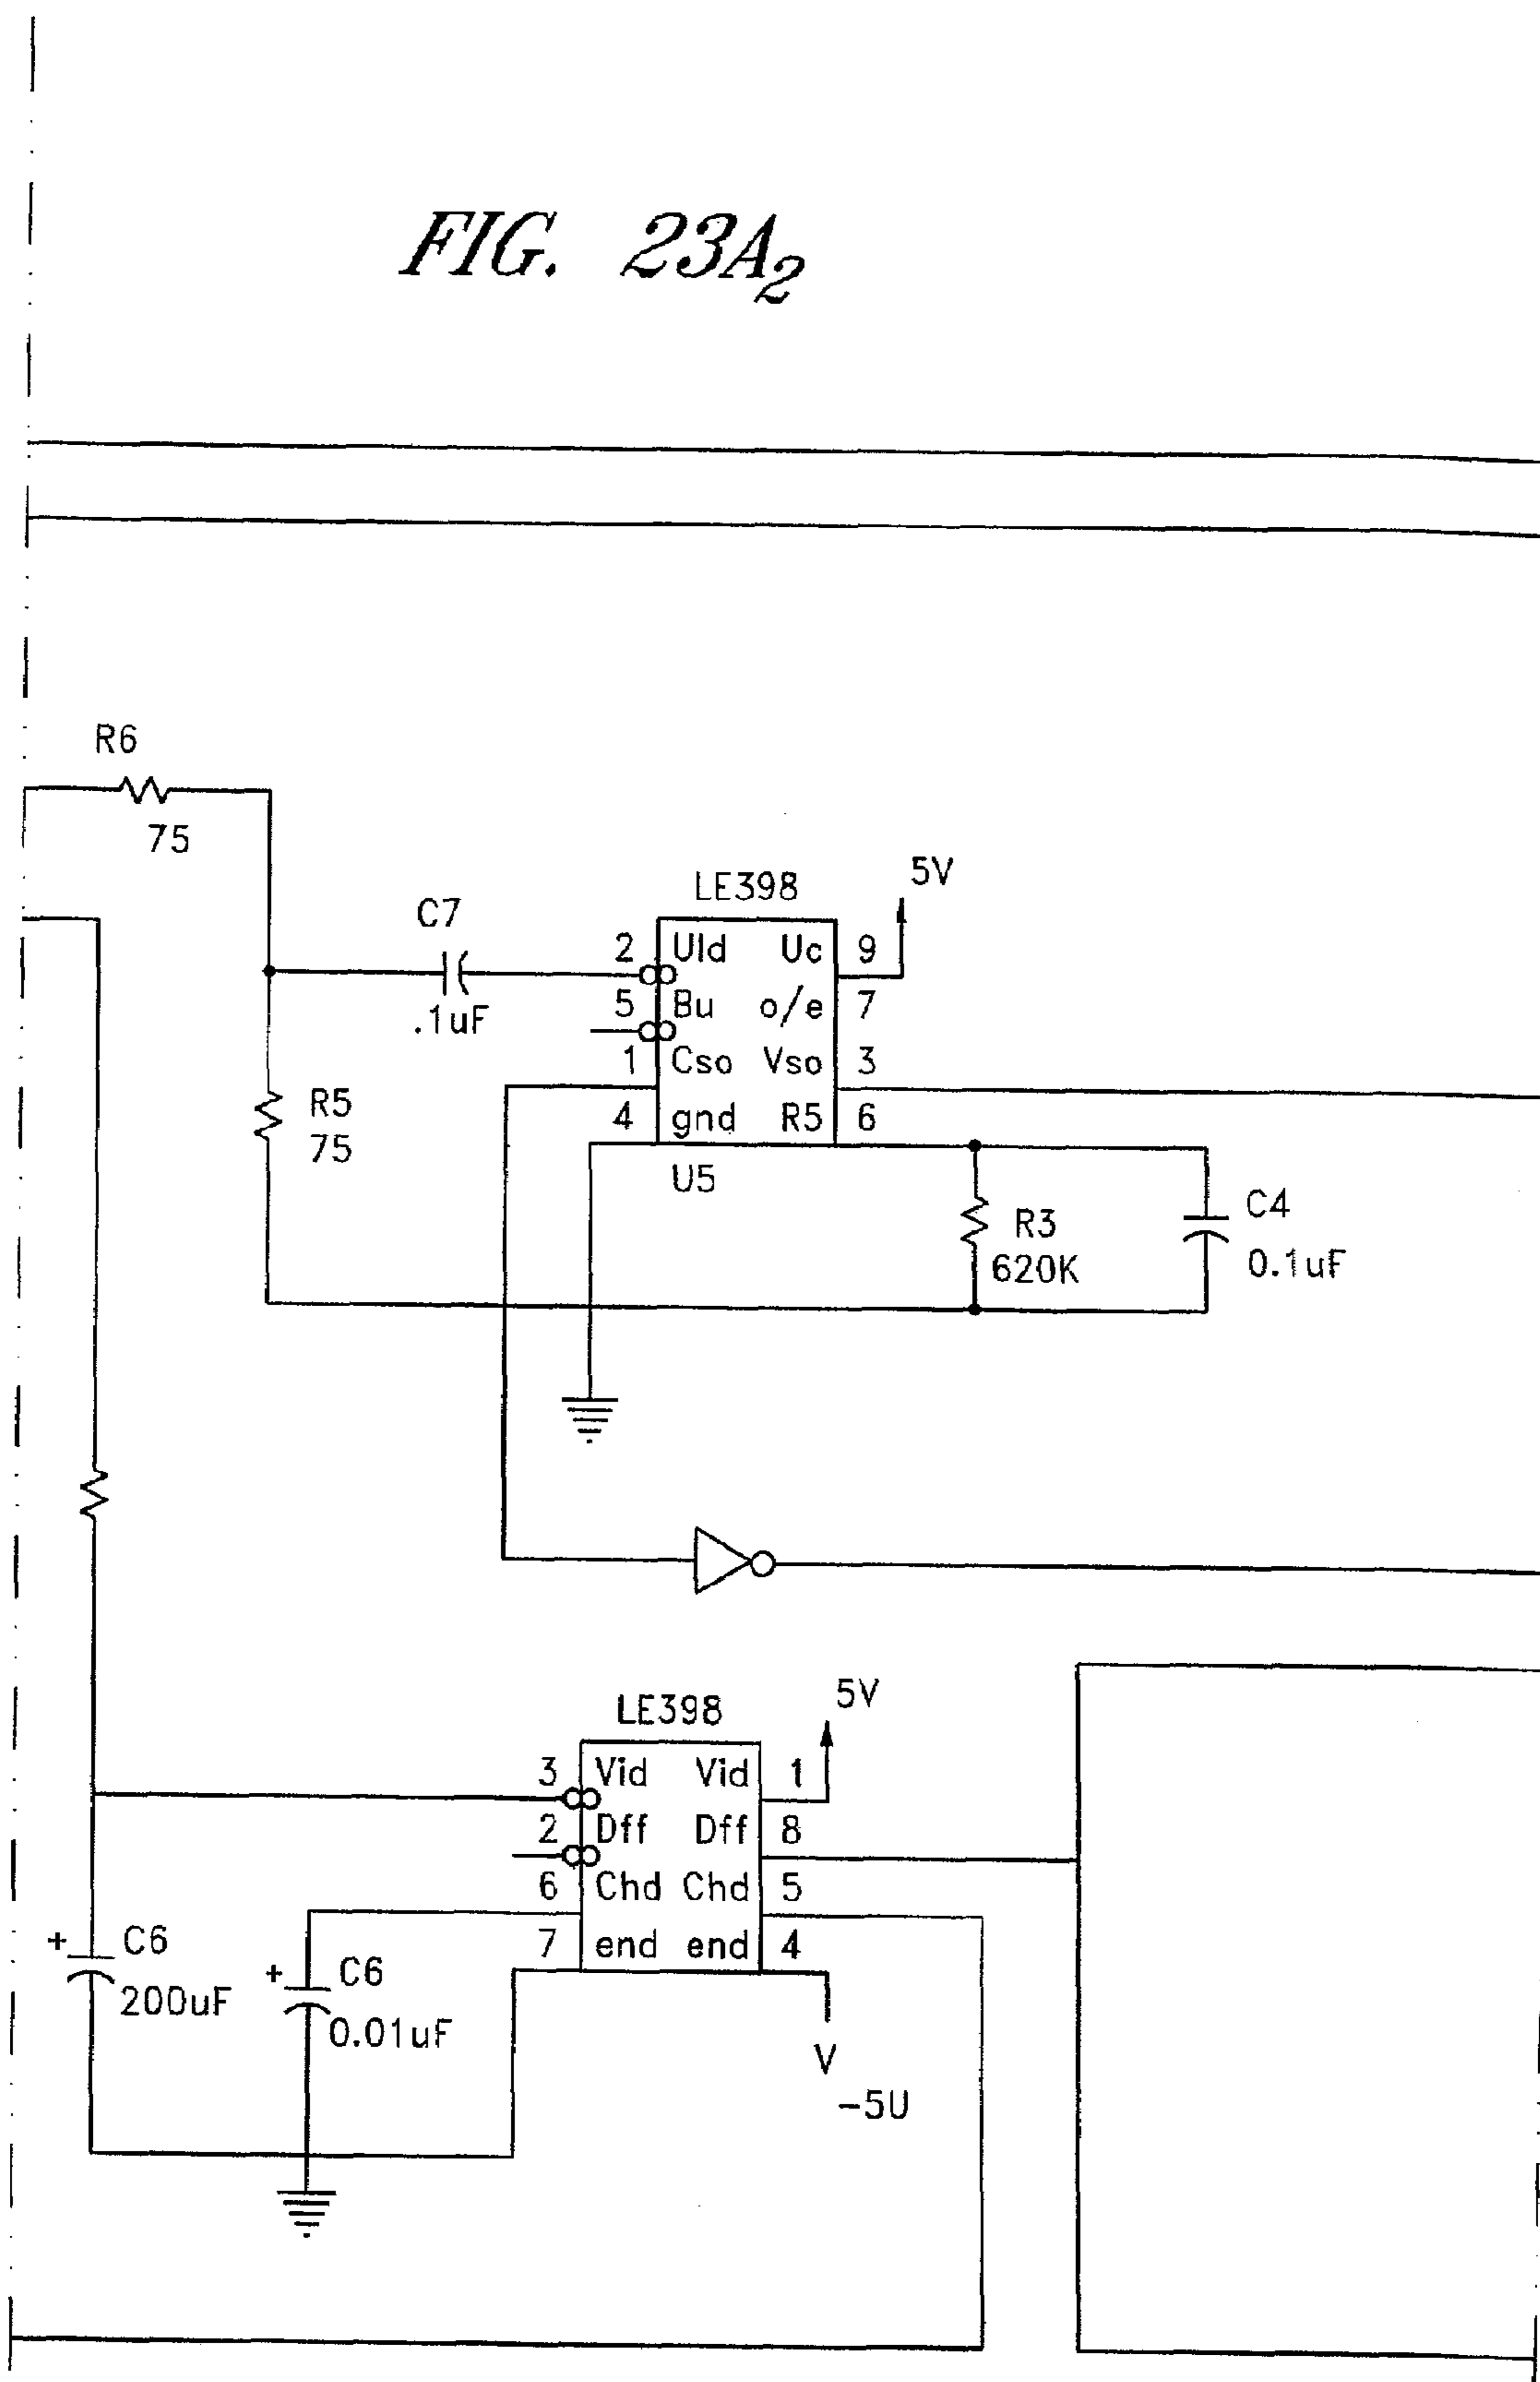 FIG. 23A2
R6
75
C7
.1uF
LE398
5V
2 Uld Uc 9
5 Bu o/e 7
1 Cso Vso 3
4 gnd R5 6
U5
R5
75
R3
620K
C4
0.1uF
LE398
5V
3 Vid Vid 1
2 Dff Dff 8
6 Chd Chd 5
7 end end 4
+ C6
200uF
+ C6
0.01uF
V
-5U